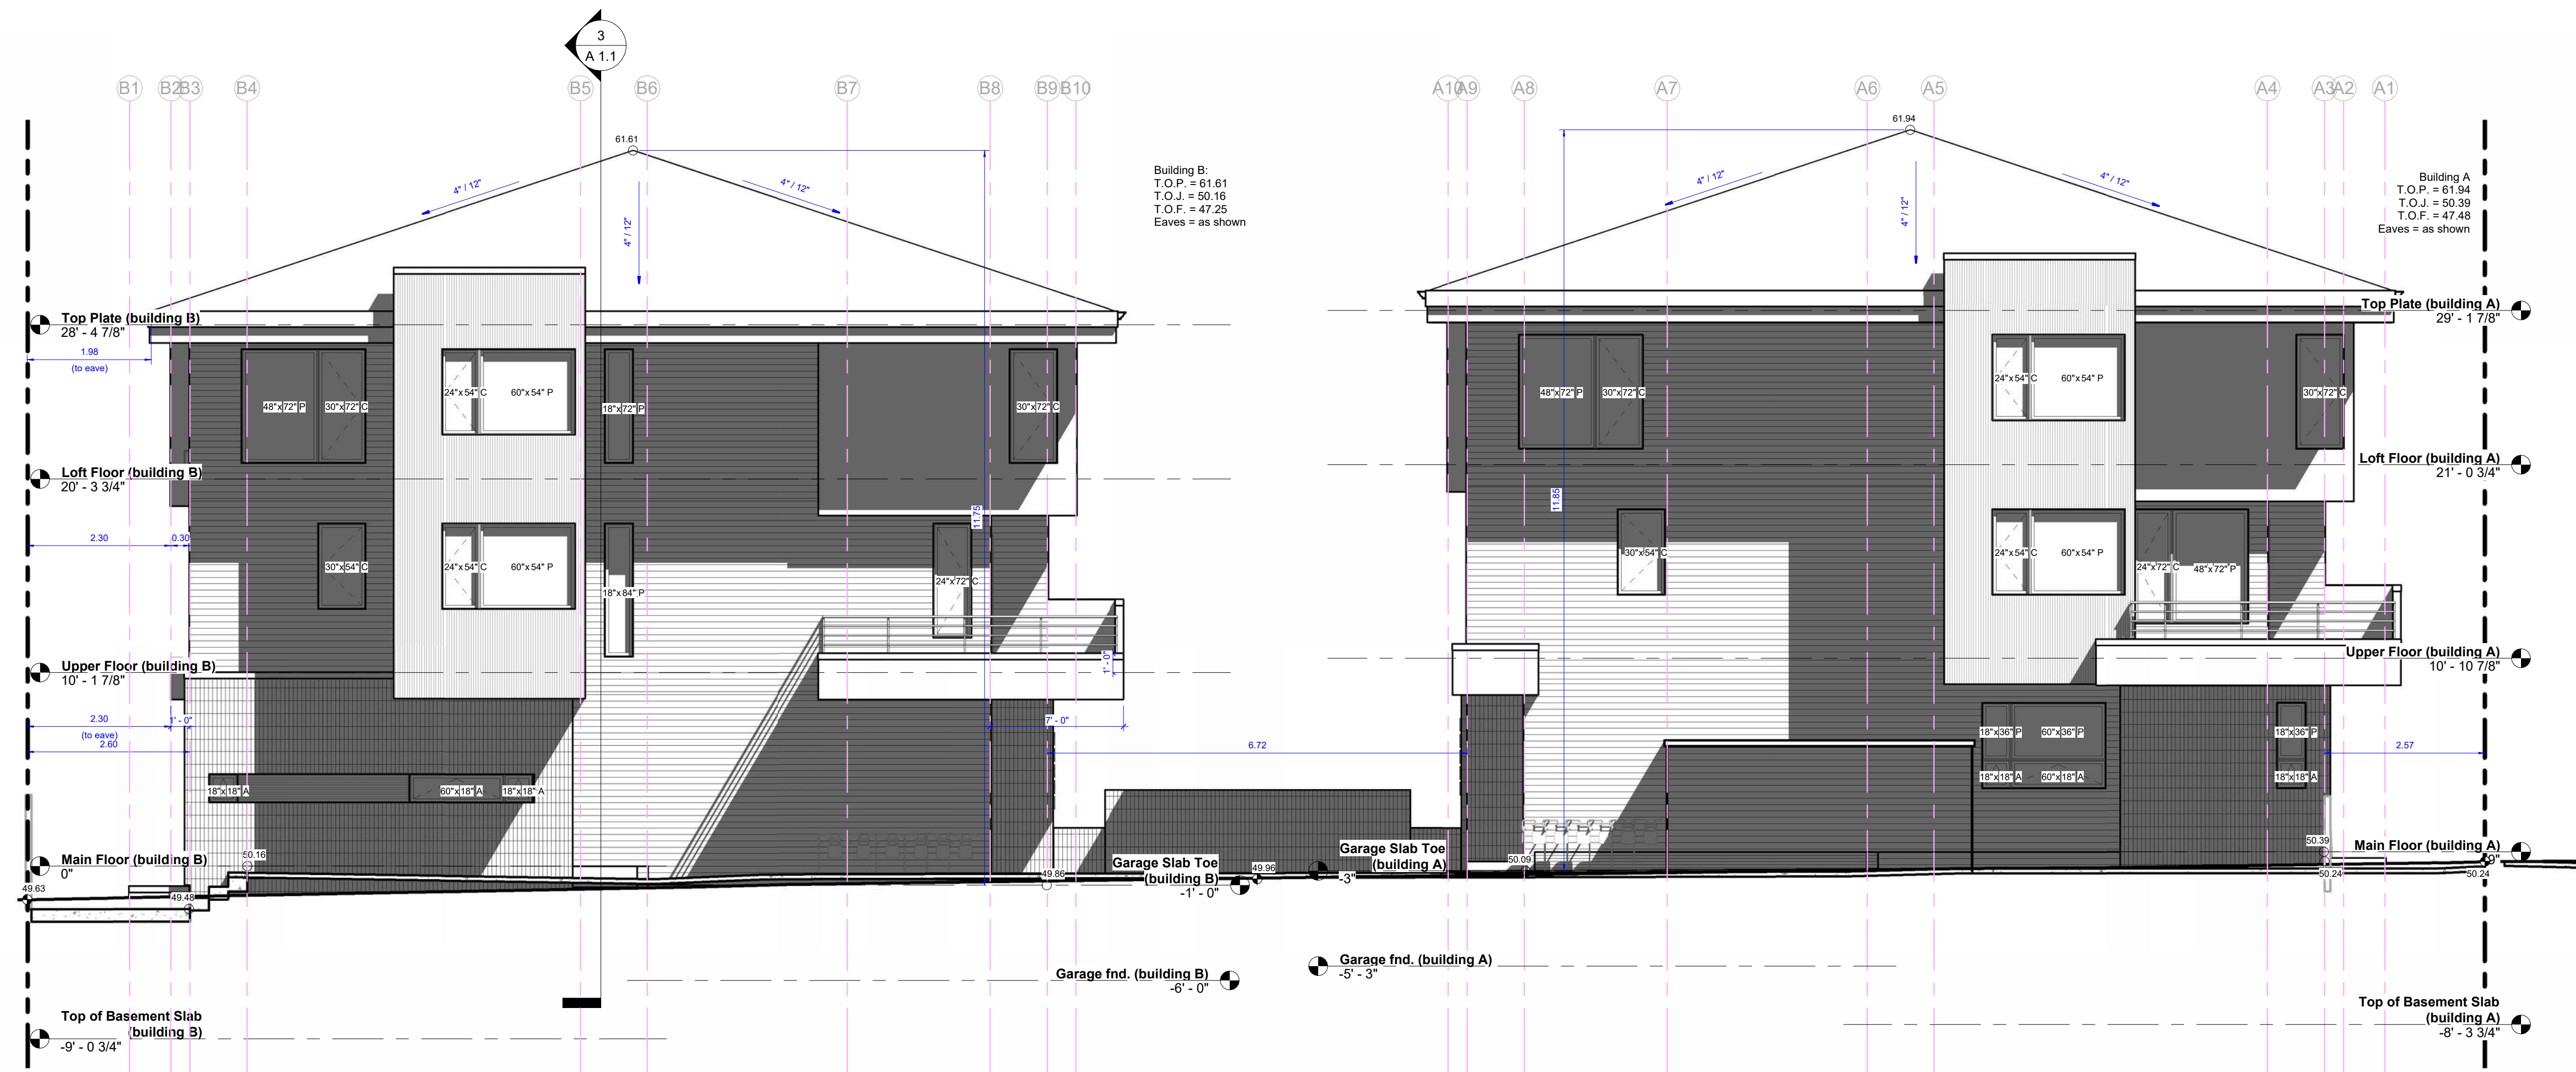 3
A 1.1
B1
B2
B3
B4
B5
B6
B7
B8
B9
B10
A10
A9
A8
A7
A6
A5
A4
A3
A2
A1
61.61
61.94
4" / 12"
4" / 12"
4" / 12"
4" / 12"
4" / 12"
4" / 12"
Building B:
T.O.P. = 61.61
T.O.J. = 50.16
T.O.F. = 47.25
Eaves = as shown
Building A
T.O.P. = 61.94
T.O.J. = 50.39
T.O.F. = 47.48
Eaves = as shown
Top Plate (building B)
28' - 4 7/8"
1.98
(to eave)
Top Plate (building A)
29' - 1 7/8"
48"x72" P
30"x72" C
24"x54" C
60"x54" P
18"x72" P
30"x72" C
48"x72" P
30"x72" C
24"x54" C
60"x54" P
30"x72" C
Loft Floor (building B)
20' - 3 3/4"
Loft Floor (building A)
21' - 0 3/4"
11.75
11.85
2.30
0.30
30"x54" C
24"x54" C
60"x54" P
18"x84" P
24"x72" C
30"x54" C
24"x54" C
60"x54" P
24"x72" C
48"x72" P
Upper Floor (building B)
10' - 1 7/8"
1' - 0"
Upper Floor (building A)
10' - 10 7/8"
2.30
(to eave)
2.60
1' - 0"
7' - 0"
6.72
2.57
18"x36" P
60"x36" P
18"x36" P
18"x18" A
60"x18" A
18"x18" A
18"x18" A
60"x18" A
18"x18" A
Main Floor (building B)
0"
50.16
49.63
49.48
49.86
Garage Slab Toe
(building B)
-1' - 0"
49.96
Garage Slab Toe
(building A)
-3"
50.09
50.39
Main Floor (building A)
9"
50.24
50.24
Garage fnd. (building B)
-6' - 0"
Garage fnd. (building A)
-5' - 3"
Top of Basement Slab
(building B)
-9' - 0 3/4"
Top of Basement Slab
(building A)
-8' - 3 3/4"